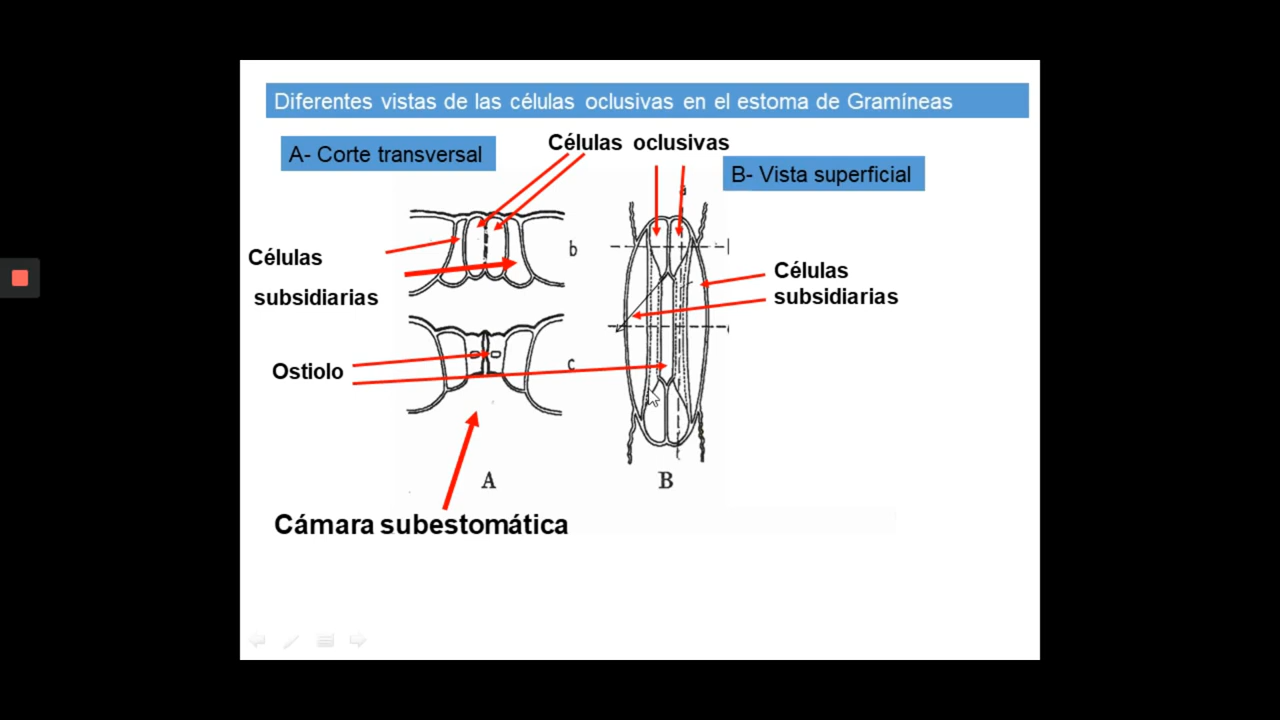 Diferentes vistas de las células oclusivas en el estoma de Gramíneas
A- Corte transversal
Células oclusivas
B- Vista superficial
a
b
Células
subsidiarias
Células
subsidiarias
Ostiolo
c
A
B
Cámara subestomática